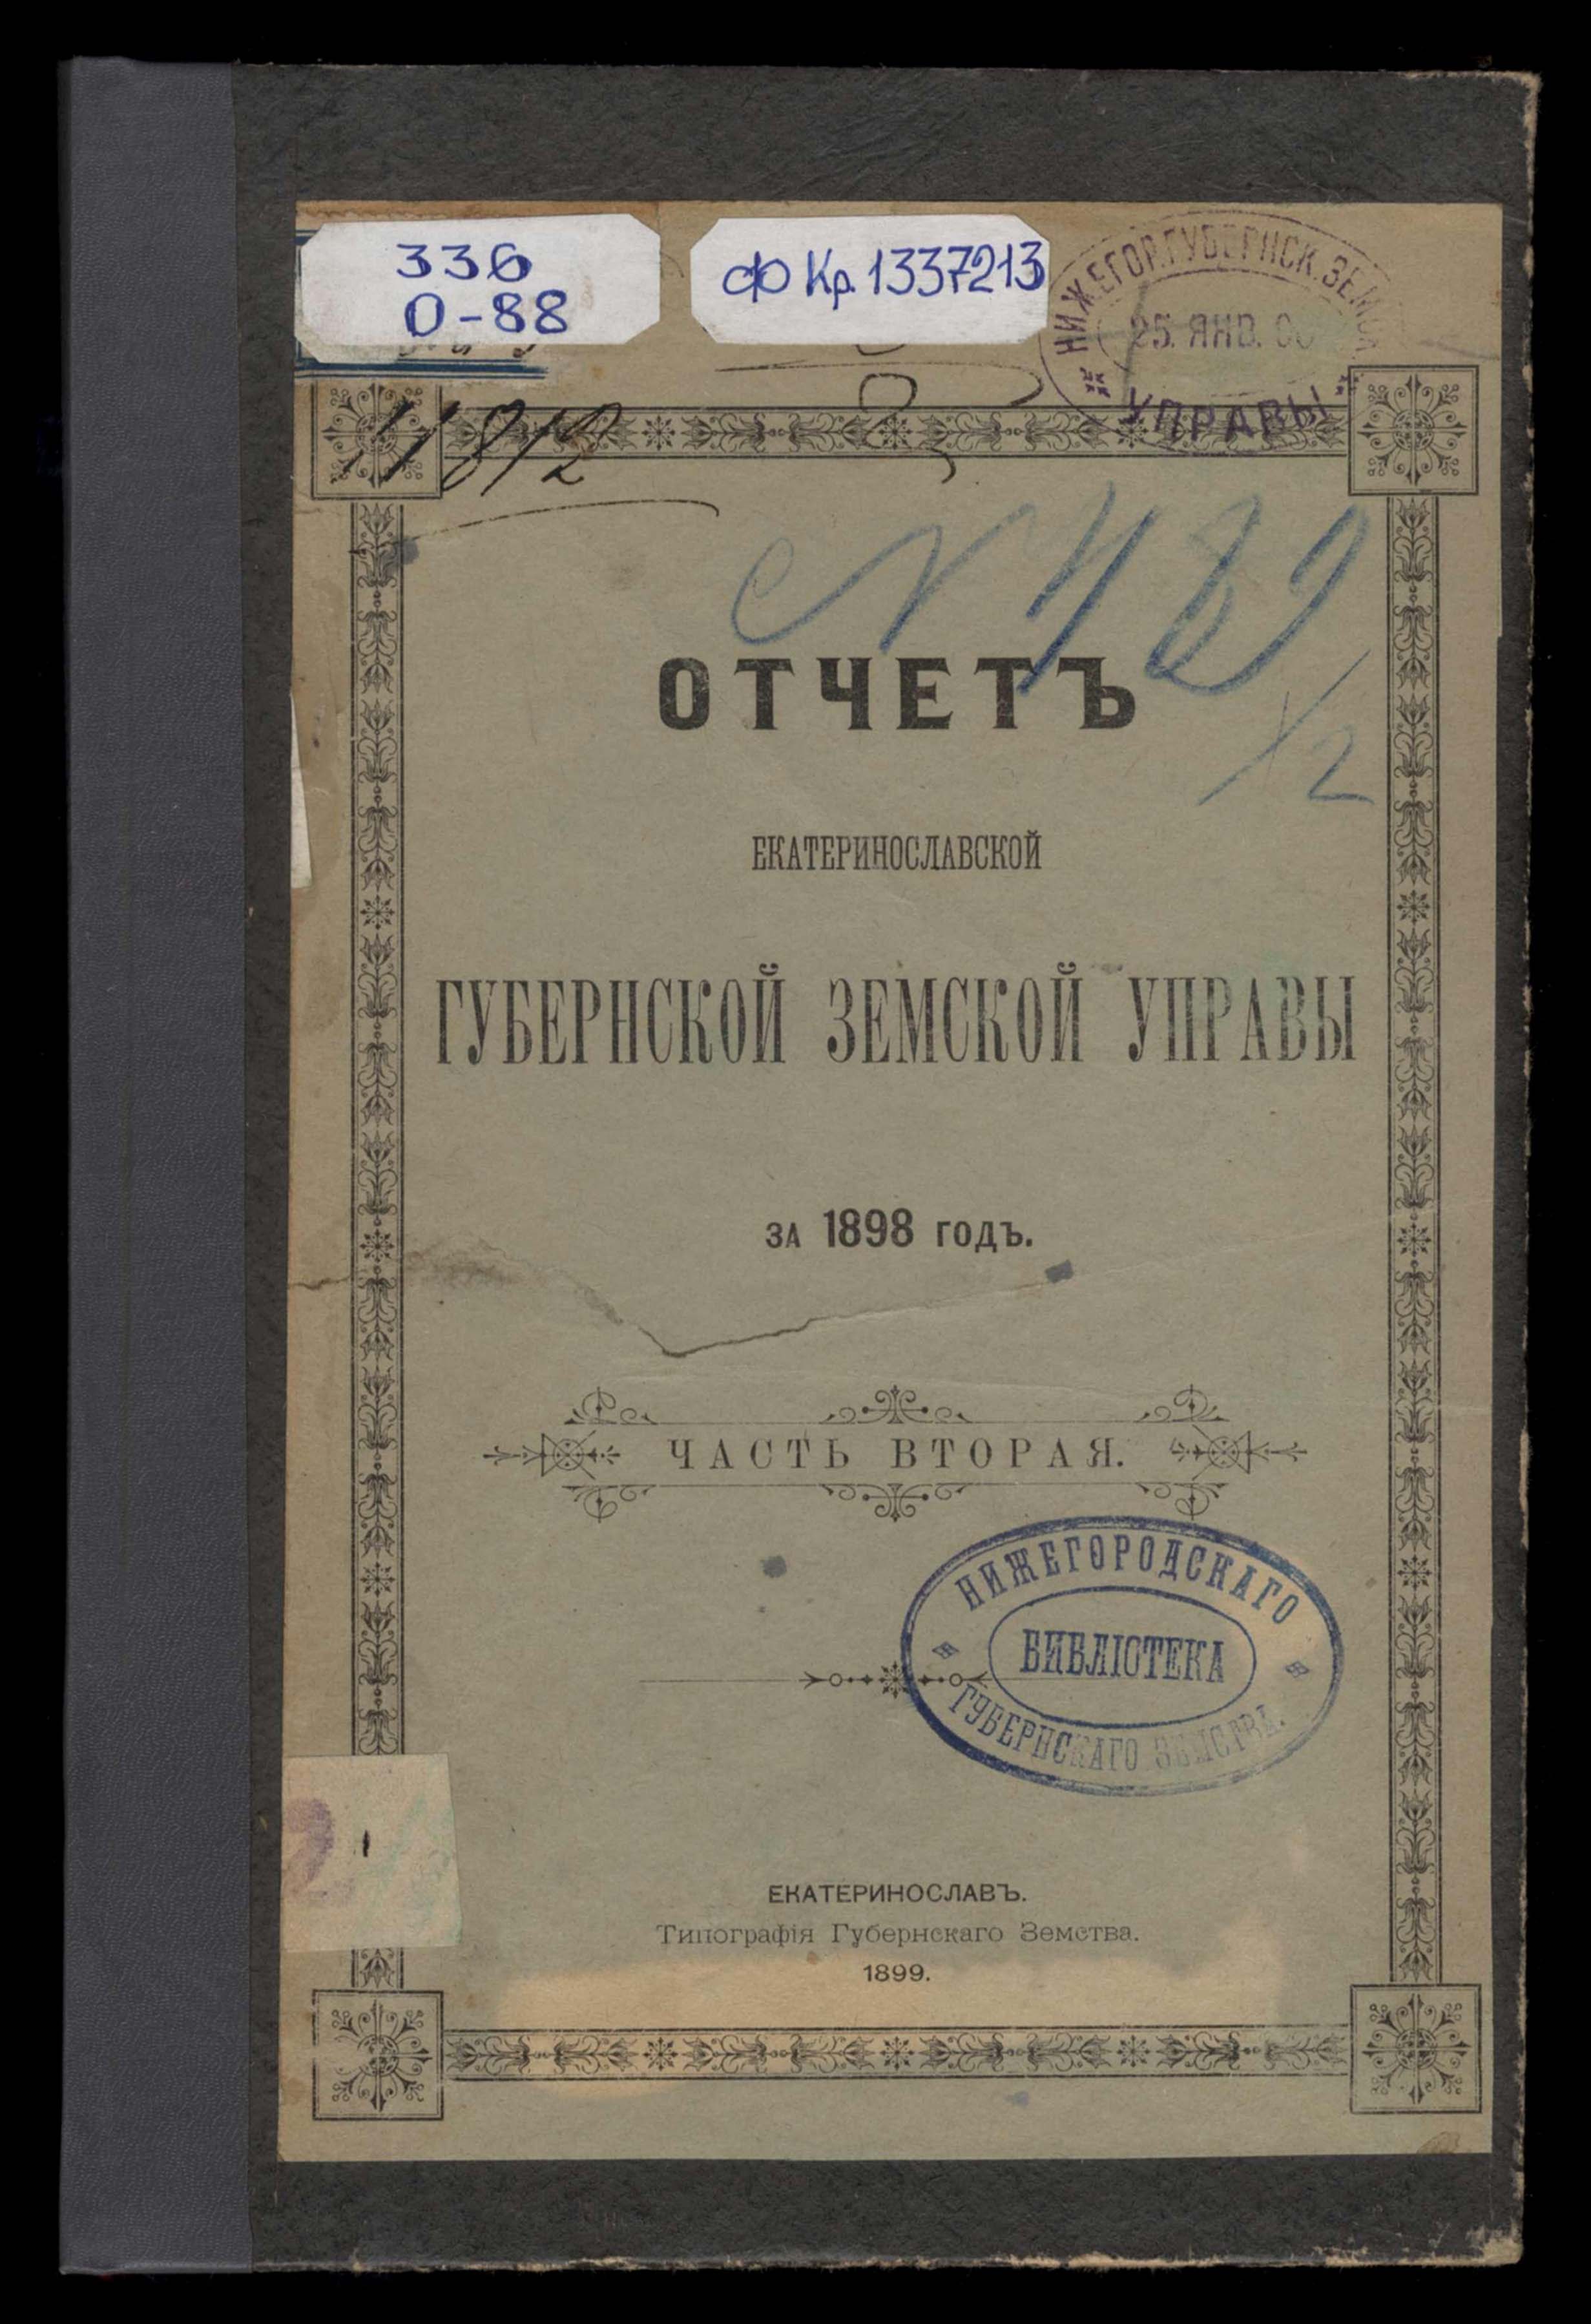 336
О-88
ф Кр. 1337213
НИЖЕГОР. ГУБЕРНСК. ЗЕМСК.
25. ЯНВ.
УПРАВЫ
ОТЧЕТЪ
ЕКАТЕРИНОСЛАВСКОЙ
ГУБЕРНСКОЙ ЗЕМСКОЙ УПРАВЫ
ЗА 1898 ГОДЪ.
ЧАСТЬ ВТОРАЯ.
НИЖЕГОРОДСКАГО
БИБЛІОТЕКА
ГУБЕРНСКАГО ЗЕМСТВА.
ЕКАТЕРИНОСЛАВЪ.
Типографія Губернскаго Земства.
1899.